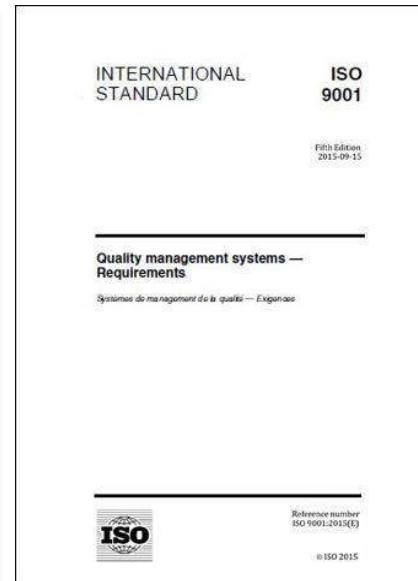 INTERNATIONAL
STANDARD
ISO
9001
Fifth Edition
2015-09-15
Quality management systems —
Requirements
Systèmes de management de la qualité — Exigences
ISO
Reference number
ISO 9001:2015(E)
© ISO 2015